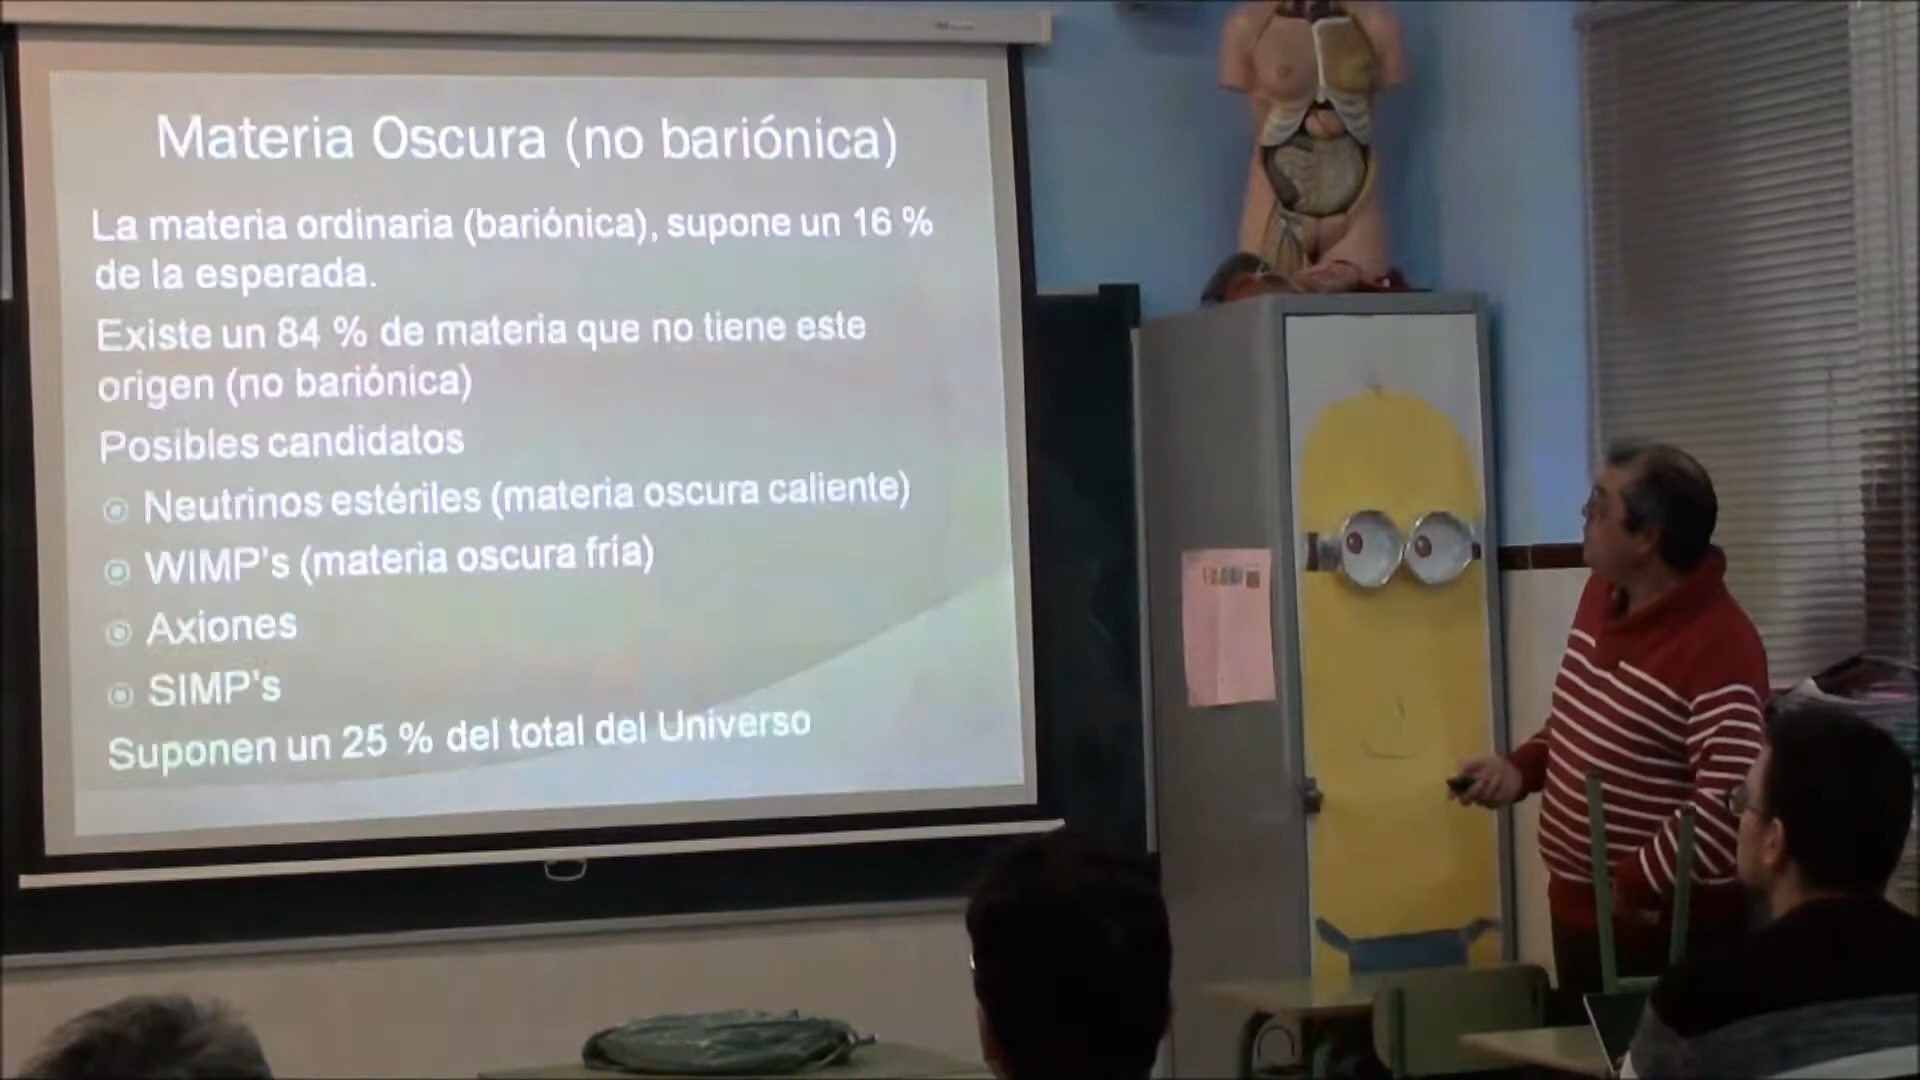 Materia Oscura (no bariónica)
La materia ordinaria (bariónica), supone un 16 %
de la esperada.
Existe un 84 % de materia que no tiene este
origen (no bariónica)
Posibles candidatos
Neutrinos estériles (materia oscura caliente)
WIMP's (materia oscura fría)
Axiones
SIMP's
Suponen un 25 % del total del Universo